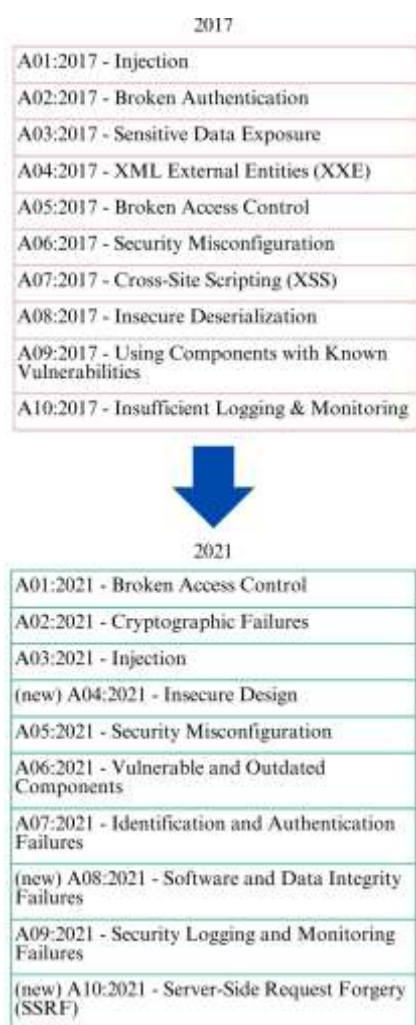 2017
A01:2017 - Injection
A02:2017 - Broken Authentication
A03:2017 - Sensitive Data Exposure
A04:2017 - XML External Entities (XXE)
A05:2017 - Broken Access Control
A06:2017 - Security Misconfiguration
A07:2017 - Cross-Site Scripting (XSS)
A08:2017 - Insecure Deserialization
A09:2017 - Using Components with Known
Vulnerabilities
A10:2017 - Insufficient Logging & Monitoring
2021
A01:2021 - Broken Access Control
A02:2021 - Cryptographic Failures
A03:2021 - Injection
(new) A04:2021 - Insecure Design
A05:2021 - Security Misconfiguration
A06:2021 - Vulnerable and Outdated
Components
A07:2021 - Identification and Authentication
Failures
(new) A08:2021 - Software and Data Integrity
Failures
A09:2021 - Security Logging and Monitoring
Failures
(new) A10:2021 - Server-Side Request Forgery
(SSRF)